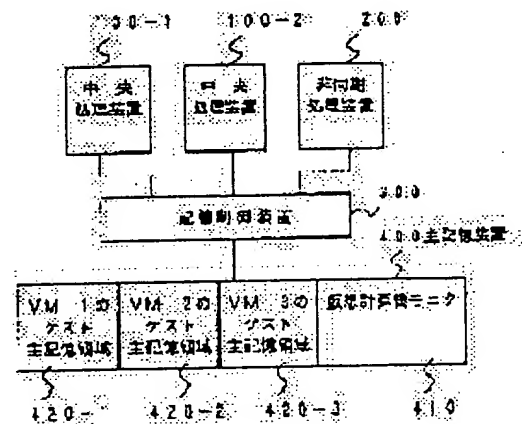 00-1 100-2 200
中央
処理装置
中央
処理装置
非同期
処理装置
300
記憶制御装置
400主記憶装置
VM 1の
ゲスト
主記憶領域
VM 2の
ゲスト
主記憶領域
VM 3の
ゲスト
主記憶領域
仮想計算機モニタ
420- 420-2 420-3 410